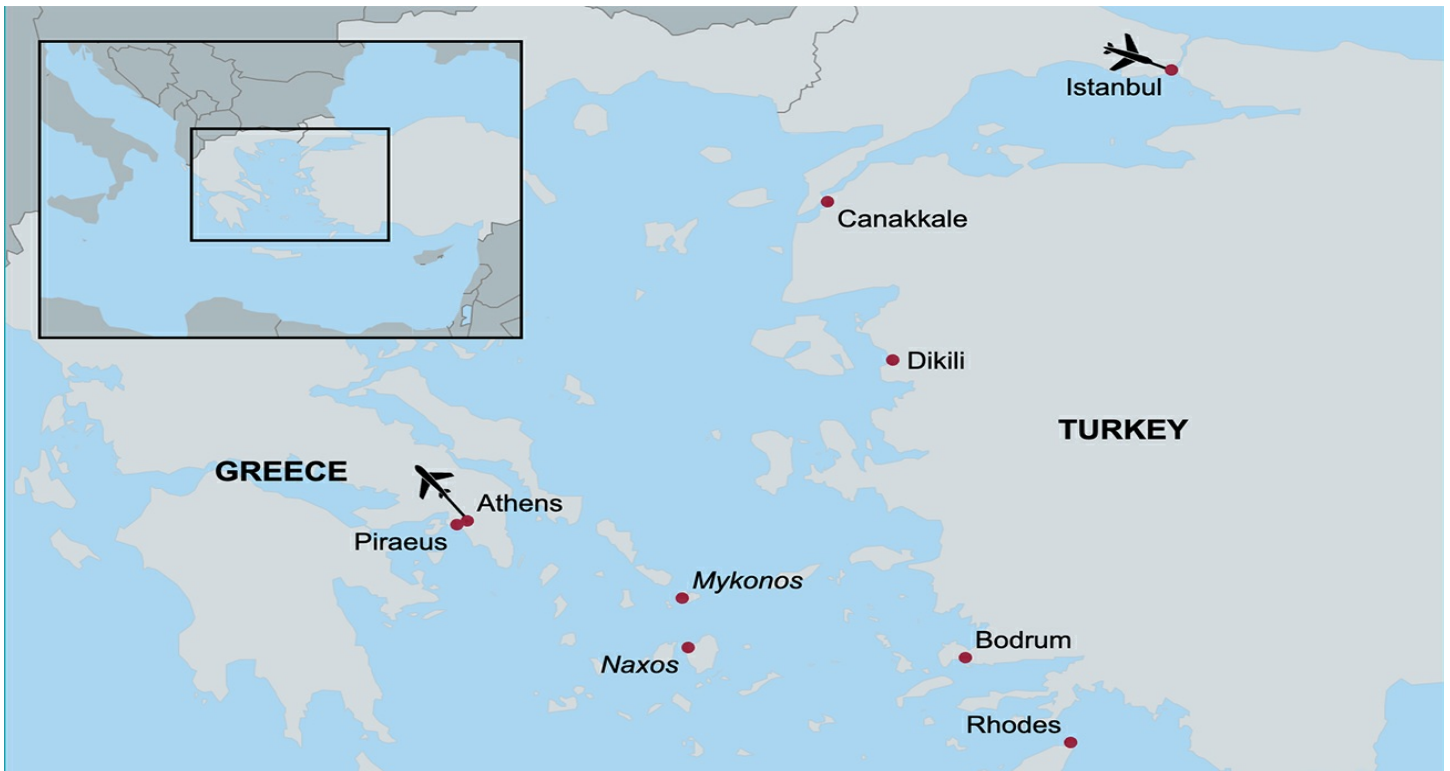 Istanbul
Canakkale
Dikili
TURKEY
GREECE
Athens
Piraeus
Mykonos
Bodrum
Naxos
Rhodes